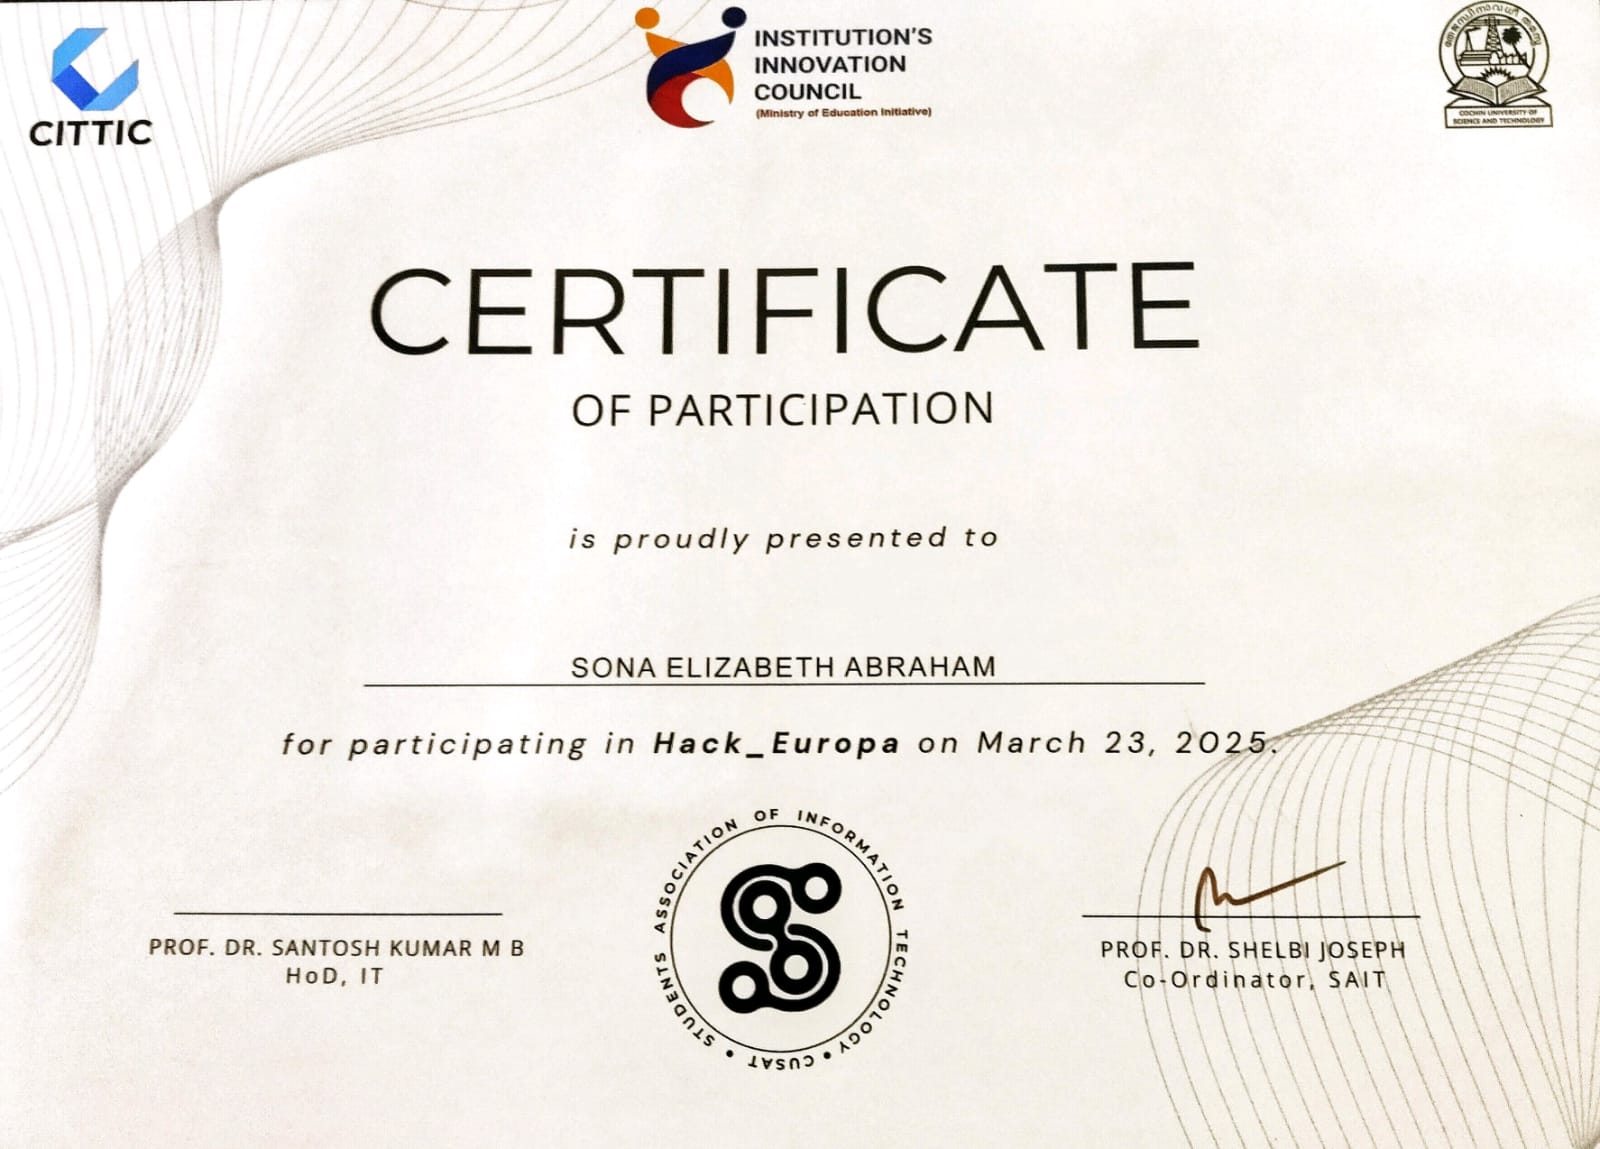 CITTIC
INSTITUTION'S
INNOVATION
COUNCIL
(Ministry of Education Initiative)
COCHIN UNIVERSITY OF
SCIENCE AND TECHNOLOGY
CERTIFICATE
OF PARTICIPATION
is proudly presented to
SONA ELIZABETH ABRAHAM
for participating in Hack_Europa on March 23, 2025.
STUDENTS ASSOCIATION OF INFORMATION TECHNOLOGY • CUSAT •
PROF. DR. SANTOSH KUMAR M B
HoD, IT
PROF. DR. SHELBI JOSEPH
Co-Ordinator, SAIT